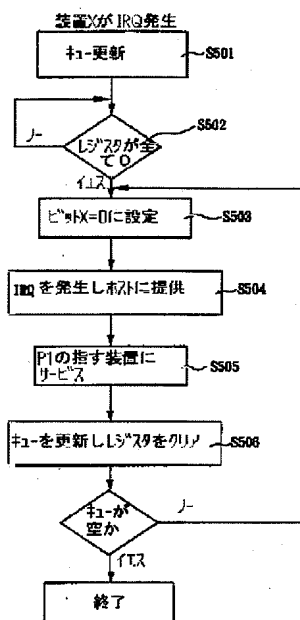 装置XがIRQ発生
キュー更新
S501
S502
ノー
レジスタが全
て0
イエス
ビットX=0に設定
S503
IRQを発生しホストに提供
S504
P1の指す装置に
サービス
S505
キューを更新しレジスタをクリア
S506
キューが
空か
ノー
イエス
終了